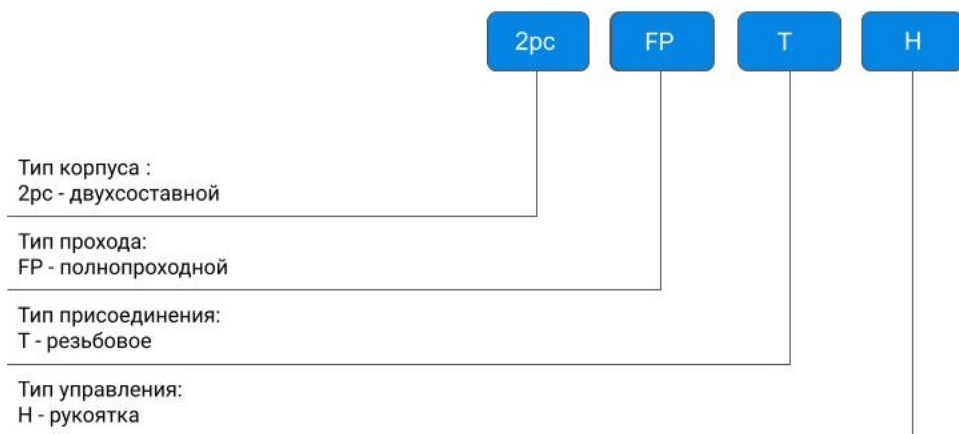 2pc FP T H
Тип корпуса :
2pc - двухсоставной
Тип прохода:
FP - полнопроходной
Тип присоединения:
T - резьбовое
Тип управления:
H - рукоятка